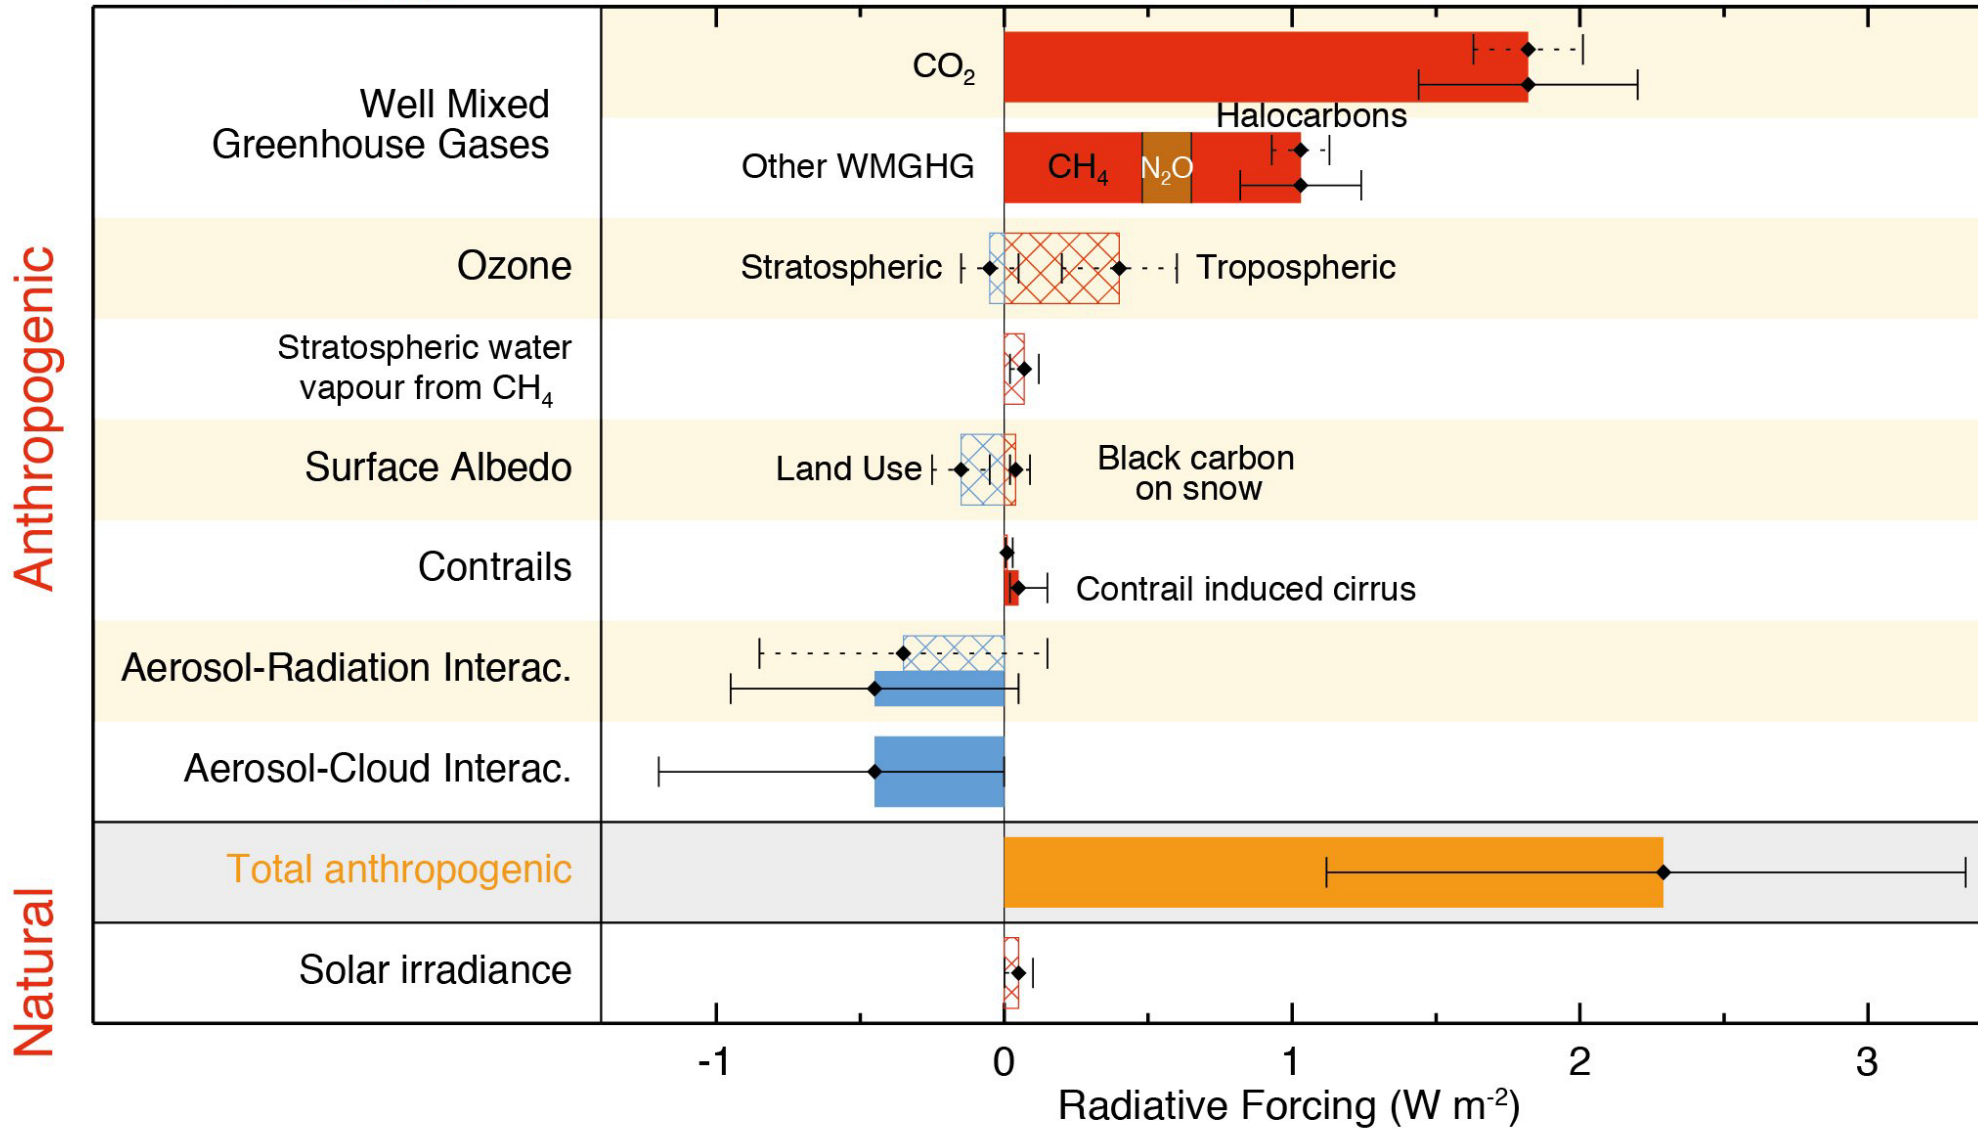 Anthropogenic
Natural
Well Mixed
Greenhouse Gases
CO₂
Halocarbons
Other WMGHG
CH₄
N₂O
Ozone
Stratospheric
Tropospheric
Stratospheric water
vapour from CH₄
Surface Albedo
Land Use
Black carbon
on snow
Contrails
Contrail induced cirrus
Aerosol-Radiation Interac.
Aerosol-Cloud Interac.
Total anthropogenic
Solar irradiance
-1 0 1 2 3
Radiative Forcing (W m⁻²)